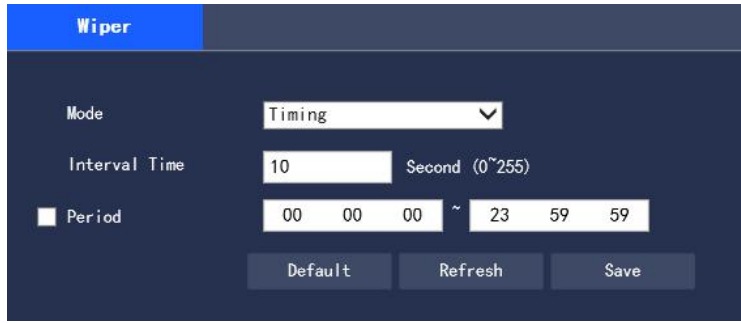 Wiper
Mode Timing
Interval Time 10 Second (0~255)
Period 00 00 00 ~ 23 59 59
Default Refresh Save